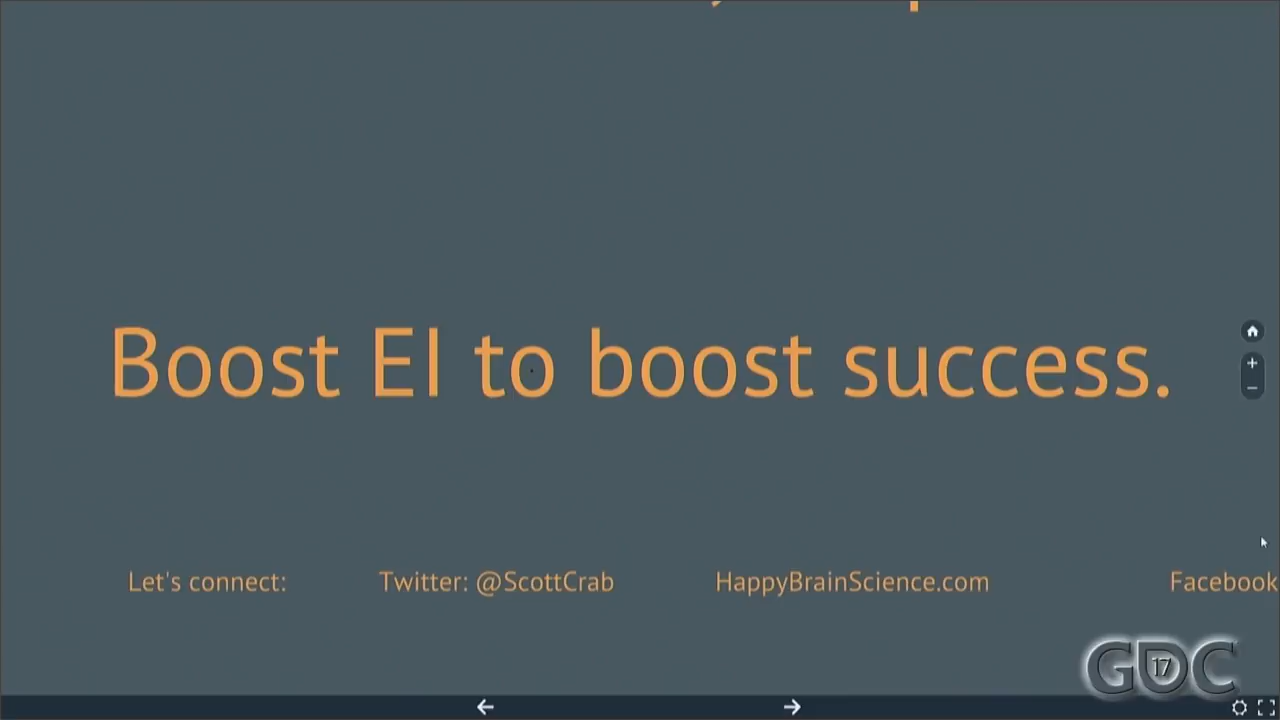 Boost EI to boost success.
Let's connect: Twitter: @ScottCrab HappyBrainScience.com Facebook
GDC 17